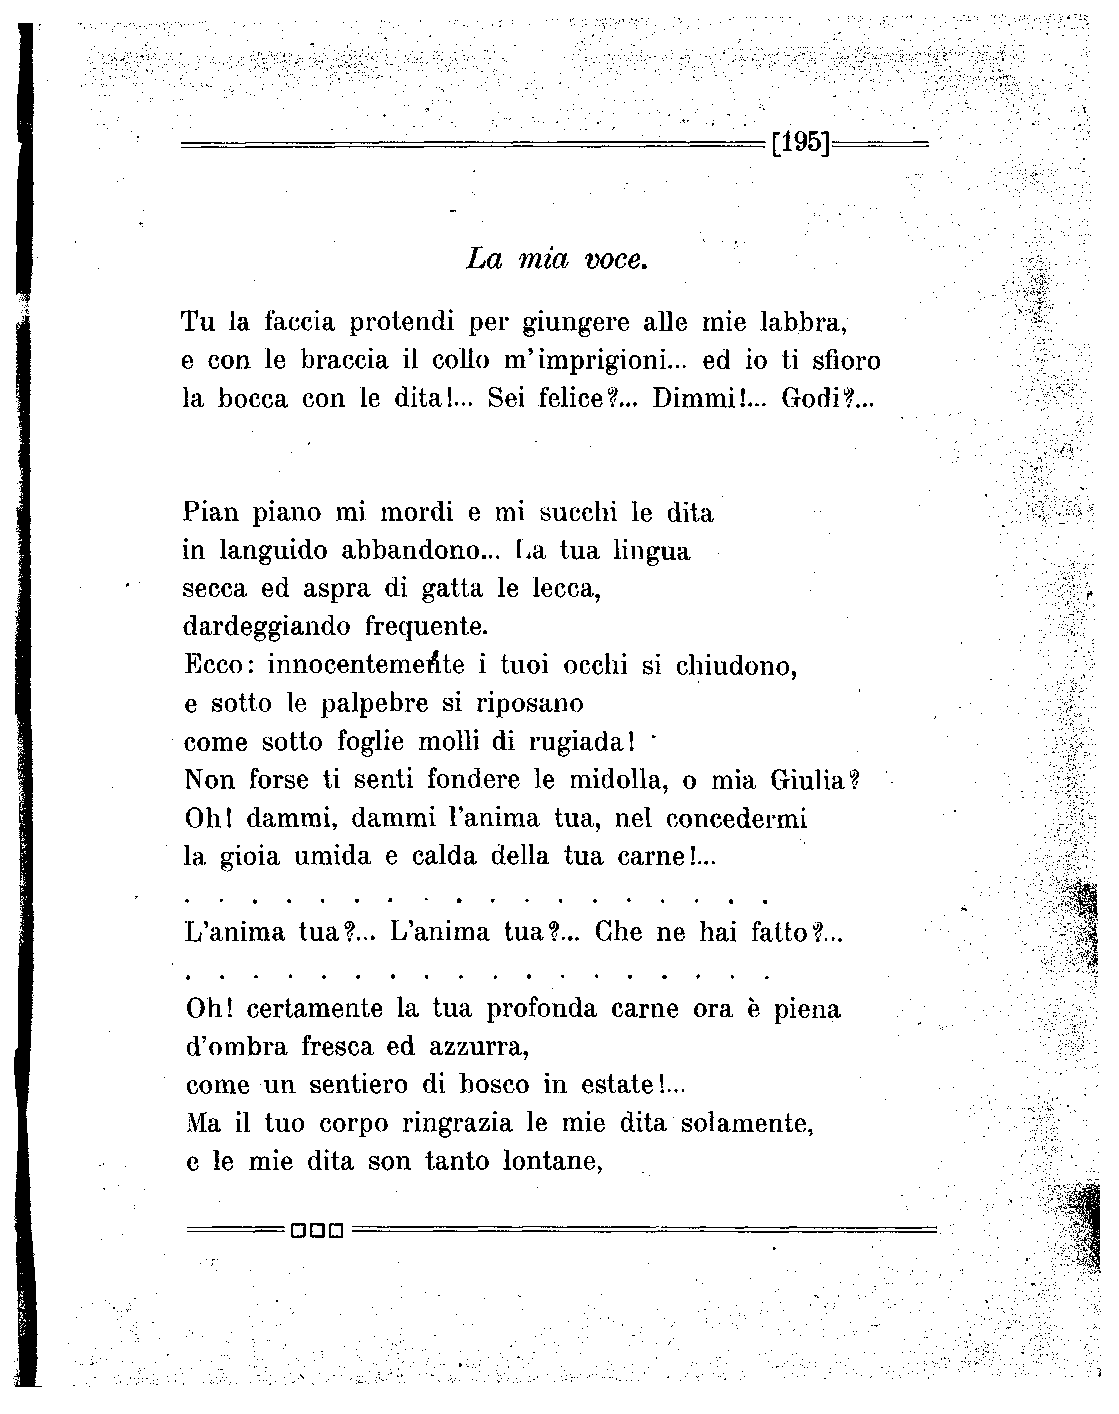 [195]
La mia voce.
Tu la faccia protendi per giungere alle mie labbra,
e con le braccia il collo m'imprigioni... ed io ti sfioro
la bocca con le dita!... Sei felice?... Dimmi!... Godi?...
Pian piano mi mordi e mi succhi le dita
in languido abbandono... La tua lingua
secca ed aspra di gatta le lecca,
dardeggiando frequente.
Ecco: innocentemente i tuoi occhi si chiudono,
e sotto le palpebre si riposano
come sotto foglie molli di rugiada!
Non forse ti senti fondere le midolla, o mia Giulia?
Oh! dammi, dammi l'anima tua, nel concedermi
la gioia umida e calda della tua carne!...
. . . . . . . . . . . . . . . . . .
L'anima tua?... L'anima tua?... Che ne hai fatto?...
. . . . . . . . . . . . . . . . . .
Oh! certamente la tua profonda carne ora è piena
d'ombra fresca ed azzurra,
come un sentiero di bosco in estate!...
Ma il tuo corpo ringrazia le mie dita solamente,
e le mie dita son tanto lontane,